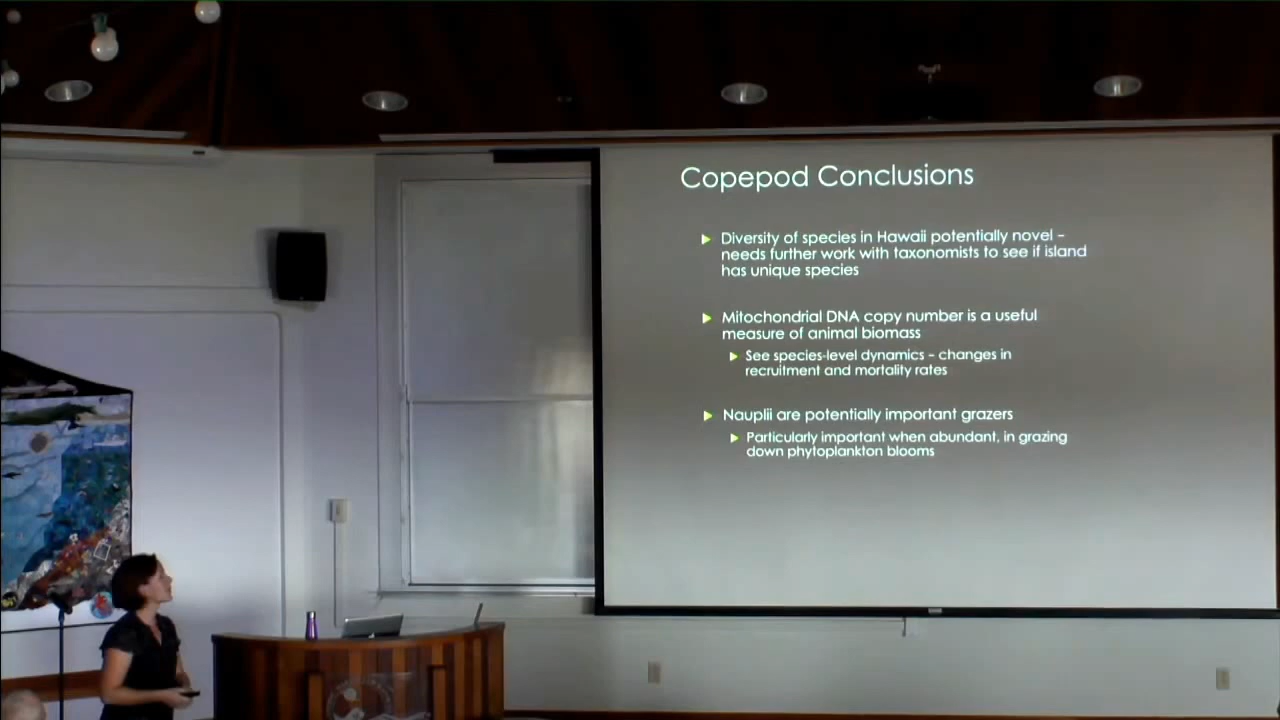 Copepod Conclusions
Diversity of species in Hawaii potentially novel –
needs further work with taxonomists to see if island
has unique species
Mitochondrial DNA copy number is a useful
measure of animal biomass
See species-level dynamics – changes in
recruitment and mortality rates
Nauplii are potentially important grazers
Particularly important when abundant, in grazing
down phytoplankton blooms